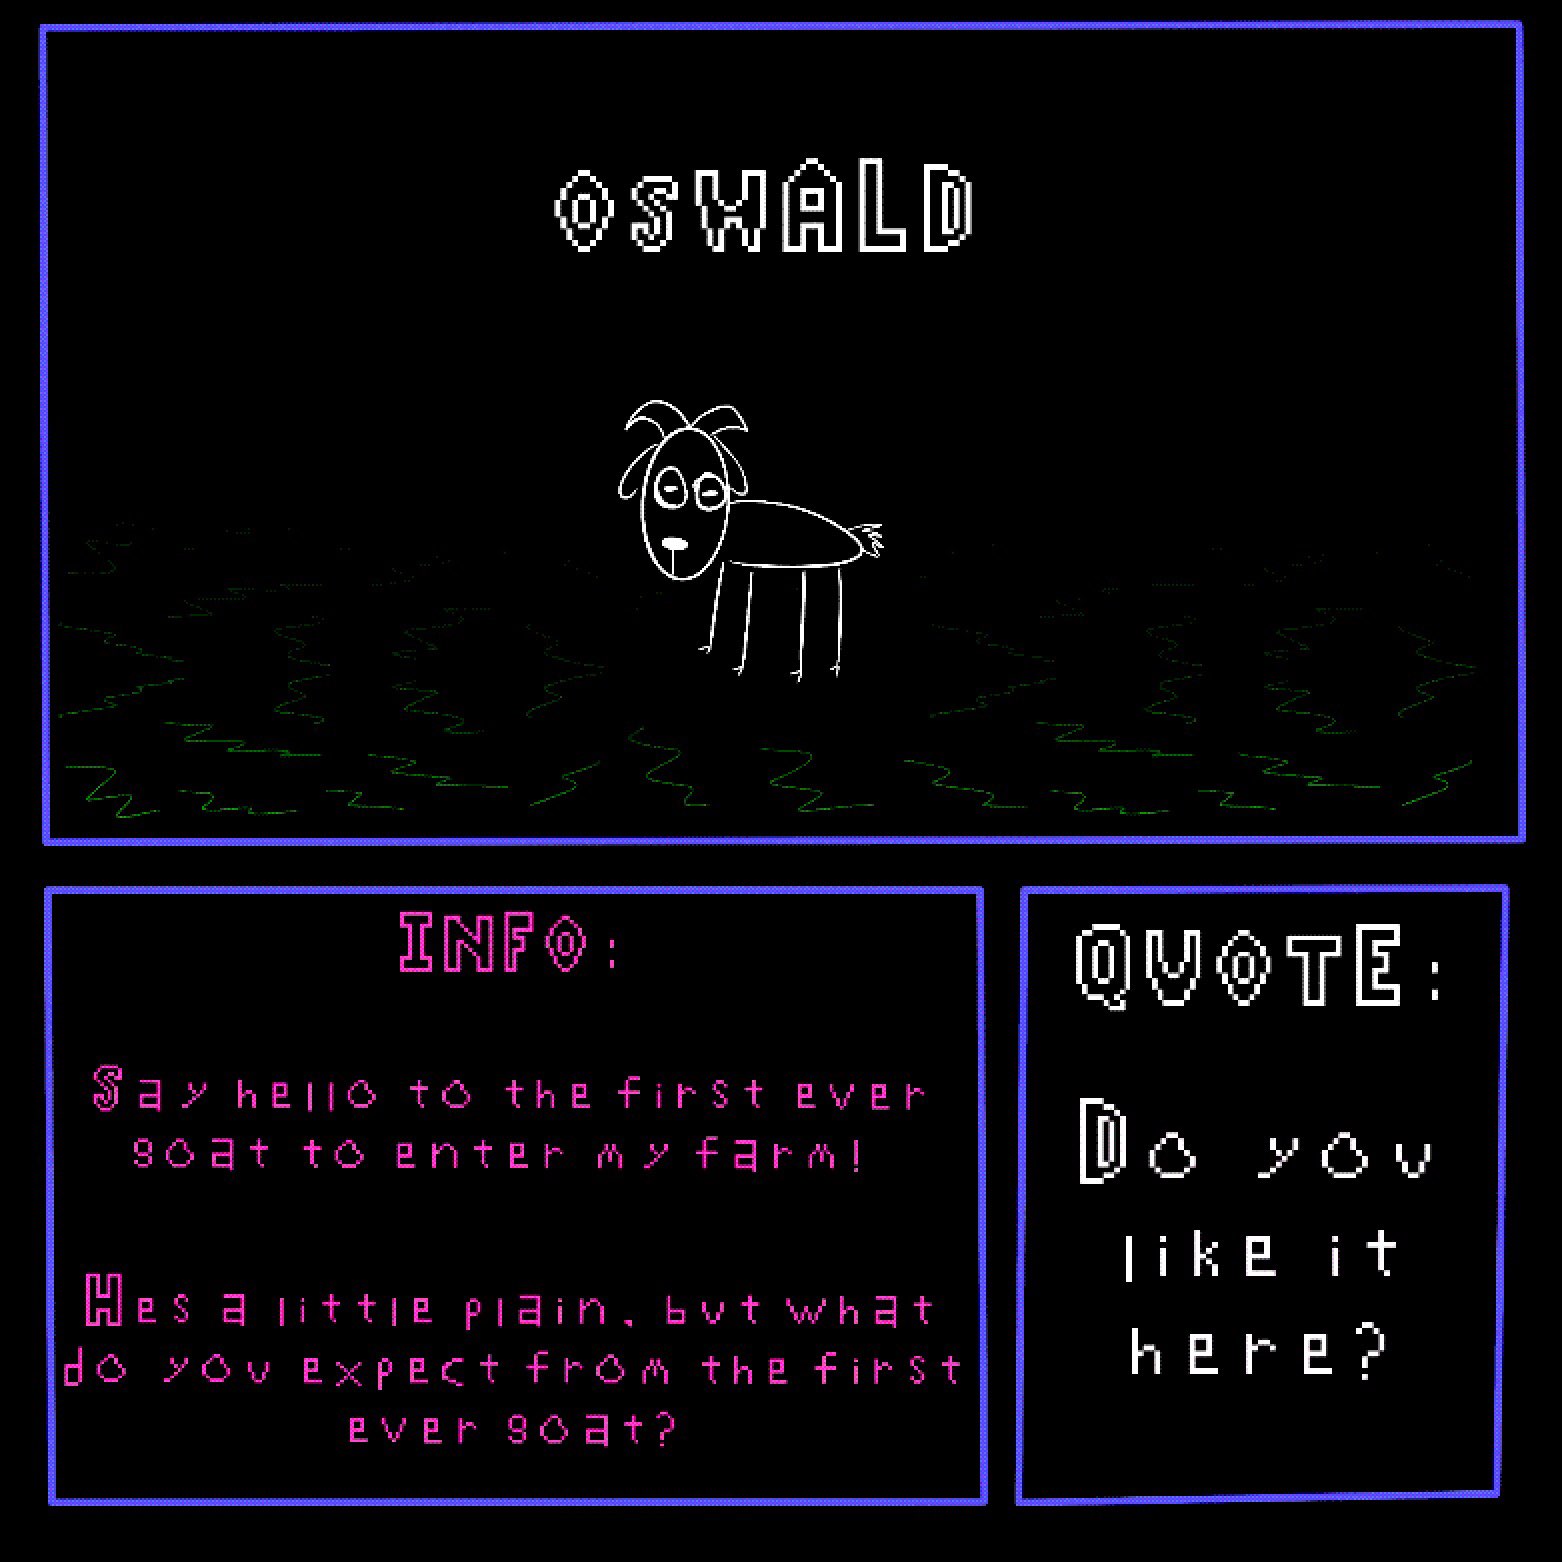 OSWALD
INFO:
Say hello to the first ever
goat to enter my farm!
Hes a little plain, but what
do you expect from the first
ever goat?
QUOTE:
Do you
like it
here?